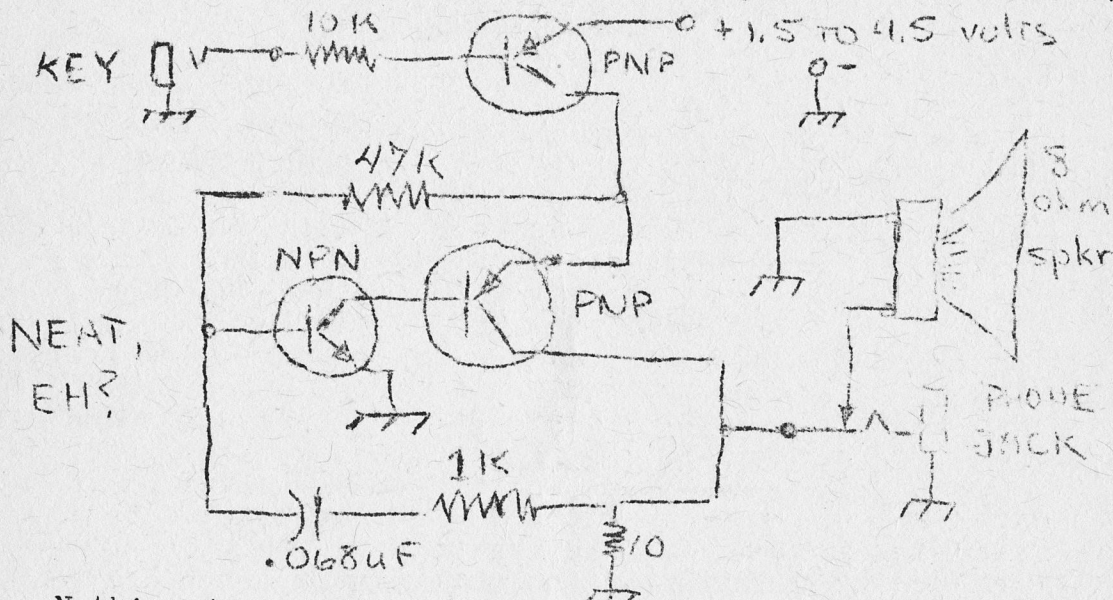 10K
+1.5 TO 4.5 volts
KEY
PNP
-
47K
8
ohm
spkr
NPN
PNP
NEAT,
EH?
PHONE
JACK
1K
.068uF
10